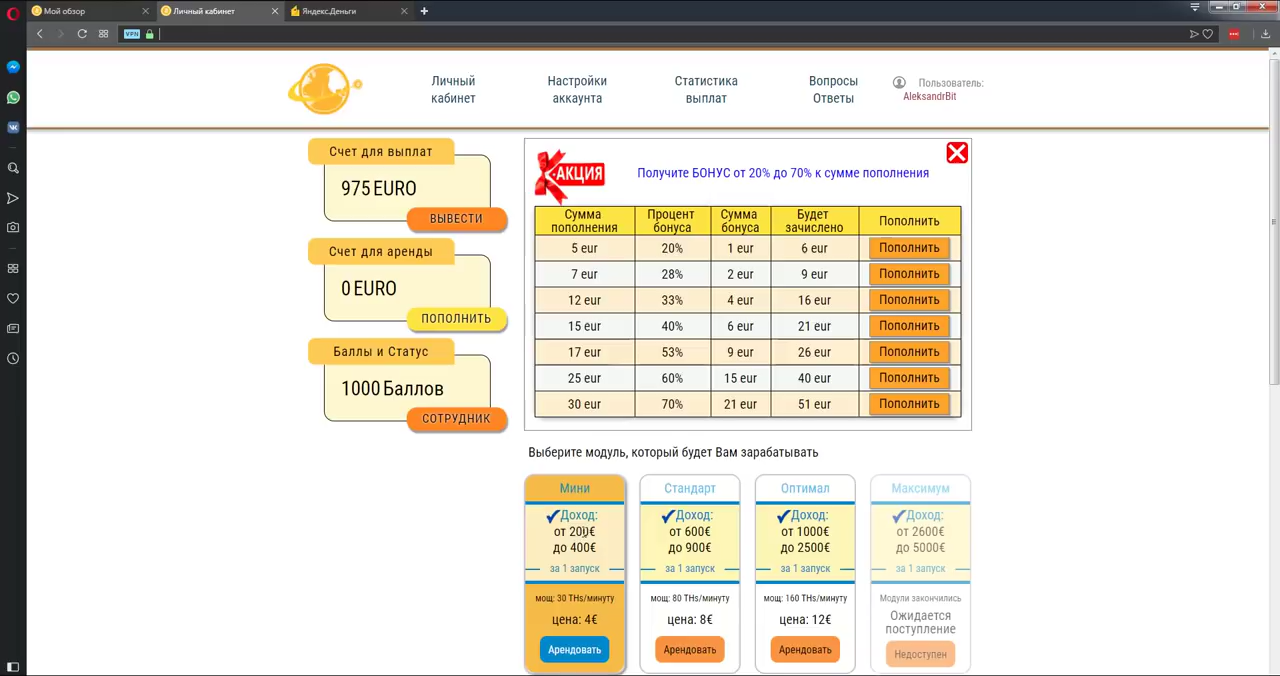 Мой обзор
Личный кабинет
Яндекс.Деньги
VPN
Личный кабинет
Настройки аккаунта
Статистика выплат
Вопросы Ответы
Пользователь:
AleksandrBit
Счет для выплат
975 EURO
ВЫВЕСТИ
Счет для аренды
0 EURO
ПОПОЛНИТЬ
Баллы и Статус
1000 Баллов
СОТРУДНИК
АКЦИЯ
Получите БОНУС от 20% до 70% к сумме пополнения
Сумма пополнения Процент бонуса Сумма бонуса Будет зачислено Пополнить
5 eur 20% 1 eur 6 eur Пополнить
7 eur 28% 2 eur 9 eur Пополнить
12 eur 33% 4 eur 16 eur Пополнить
15 eur 40% 6 eur 21 eur Пополнить
17 eur 53% 9 eur 26 eur Пополнить
25 eur 60% 15 eur 40 eur Пополнить
30 eur 70% 21 eur 51 eur Пополнить
Выберите модуль, который будет Вам зарабатывать
Мини
Доход:
от 200€
до 400€
за 1 запуск
мощ: 30 THs/минуту
цена: 4€
Арендовать
Стандарт
Доход:
от 600€
до 900€
за 1 запуск
мощ: 80 THs/минуту
цена: 8€
Арендовать
Оптимал
Доход:
от 1000€
до 2500€
за 1 запуск
мощ: 160 THs/минуту
цена: 12€
Арендовать
Максимум
Доход:
от 2600€
до 5000€
за 1 запуск
Модули закончились
Ожидается
поступление
Недоступен